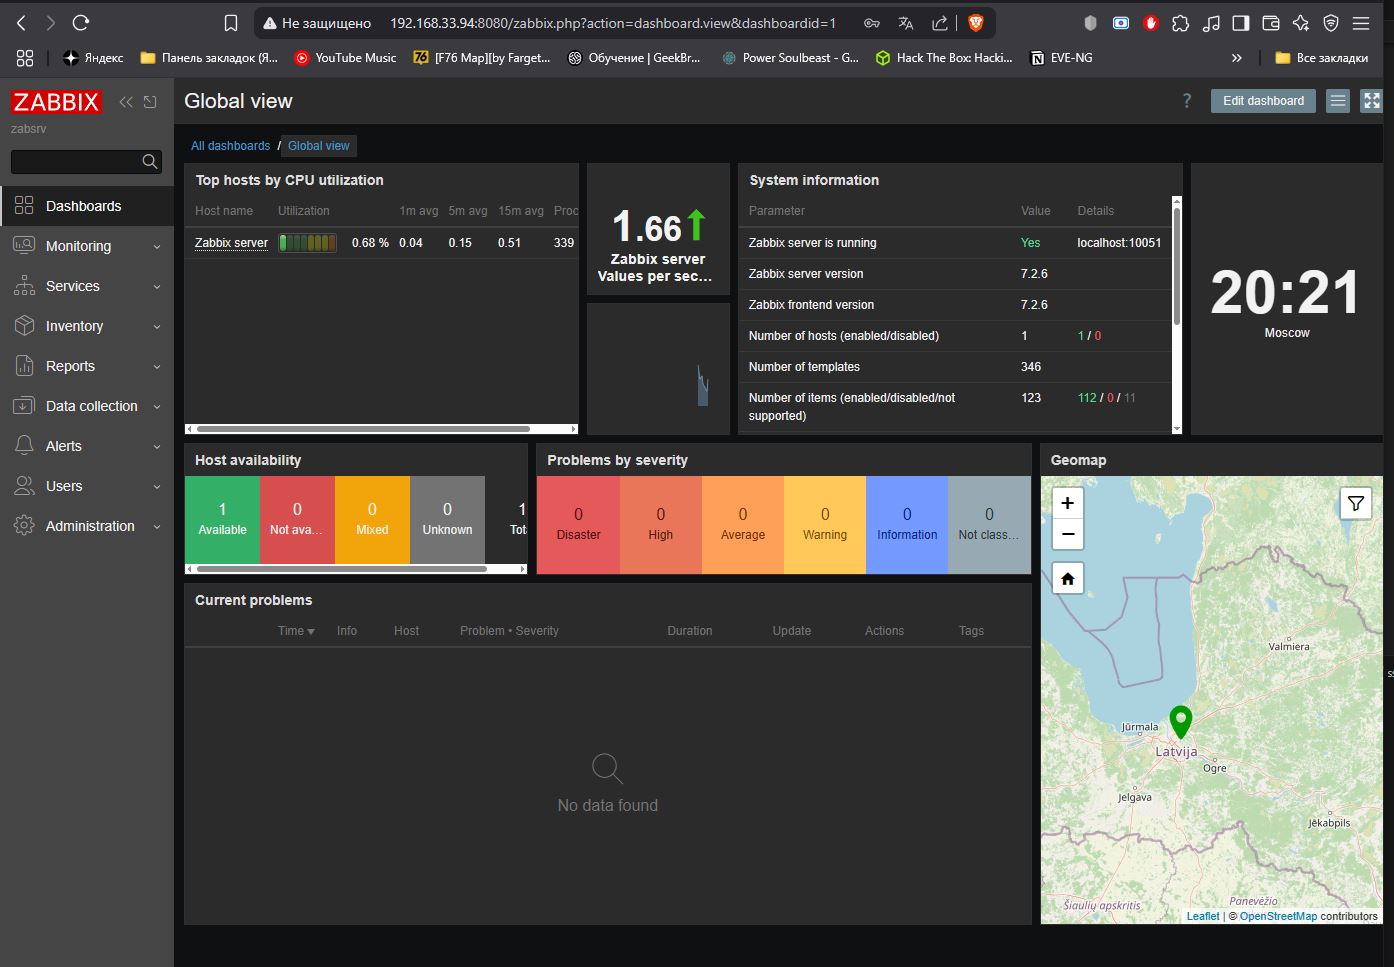 Не защищено 192.168.33.94:8080/zabbix.php?action=dashboard.view&dashboardid=1
Яндекс Панель закладок (Я... YouTube Music [F76 Map][by Farget... Обучение | GeekBr... Power Soulbeast - G... Hack The Box: Hacki... EVE-NG » Все закладки
ZABBIX
zabsrv
Dashboards
Monitoring
Services
Inventory
Reports
Data collection
Alerts
Users
Administration
Global view
? Edit dashboard
All dashboards / Global view
Top hosts by CPU utilization
Host name Utilization 1m avg 5m avg 15m avg Proc
Zabbix server 0.68 % 0.04 0.15 0.51 339
1.66
Zabbix server
Values per sec...
System information
Parameter Value Details
Zabbix server is running Yes localhost:10051
Zabbix server version 7.2.6
Zabbix frontend version 7.2.6
Number of hosts (enabled/disabled) 1 1 / 0
Number of templates 346
Number of items (enabled/disabled/not supported) 123 112 / 0 / 11
20:21
Moscow
Host availability
1 Available
0 Not ava...
0 Mixed
0 Unknown
1 Tota
Problems by severity
0 Disaster
0 High
0 Average
0 Warning
0 Information
0 Not class...
Current problems
Time Info Host Problem • Severity Duration Update Actions Tags
No data found
Geomap
+
−
Valmiera
Jūrmala
Latvija
Ogre
Jelgava
Jēkabpils
Šiaulių apskritis
Panevėžio
Leaflet | © OpenStreetMap contributors